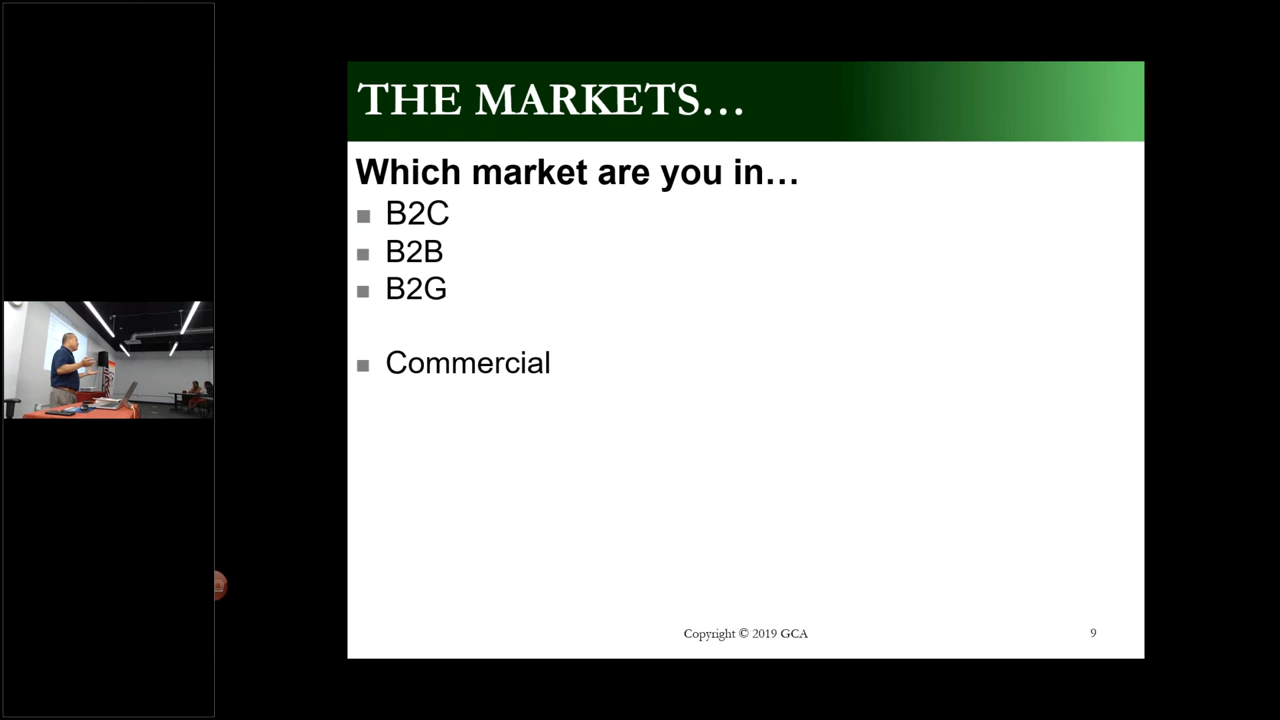 THE MARKETS…
Which market are you in…
B2C
B2B
B2G
Commercial
Copyright © 2019 GCA
9